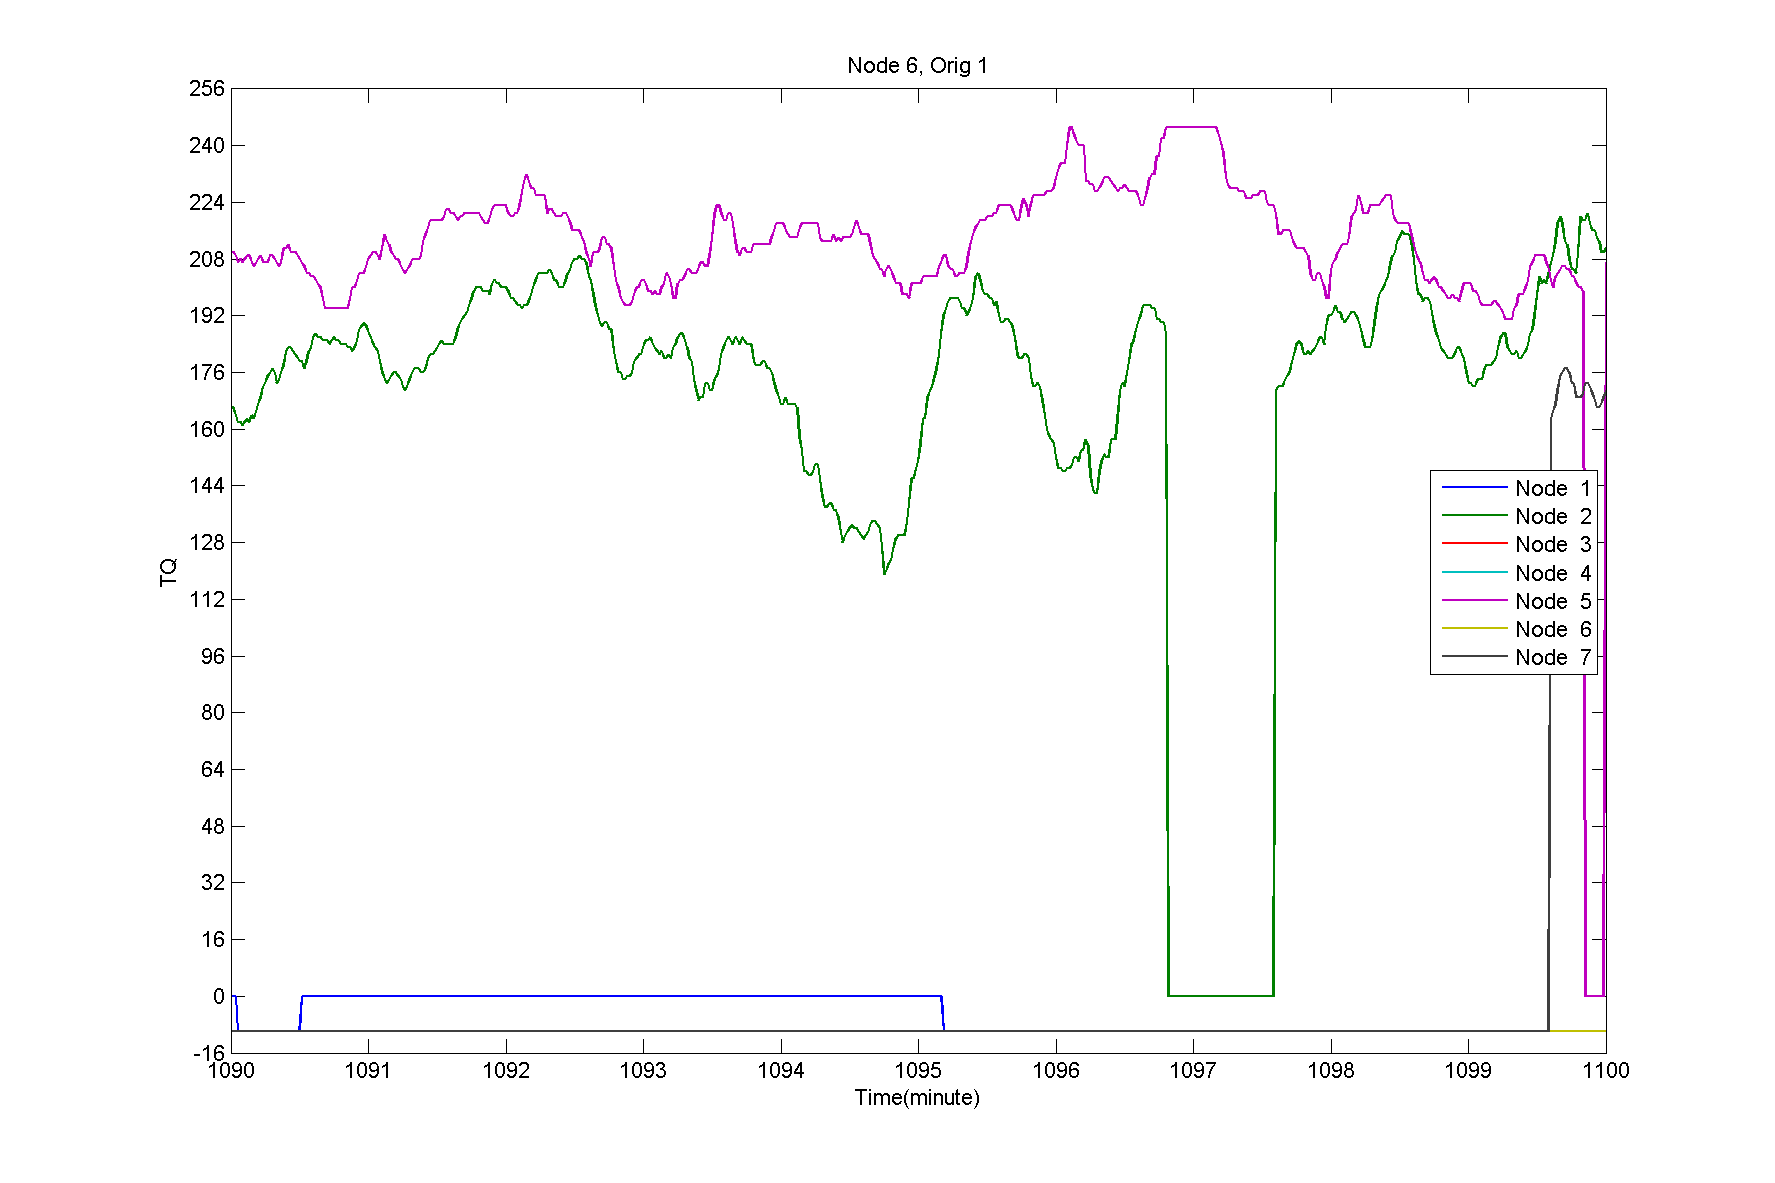 Node 6, Orig 1
256
240
224
208
192
176
160
144
128
112
96
80
64
48
32
16
0
-16
TQ
Node 1
Node 2
Node 3
Node 4
Node 5
Node 6
Node 7
1090 1091 1092 1093 1094 1095 1096 1097 1098 1099 1100
Time(minute)